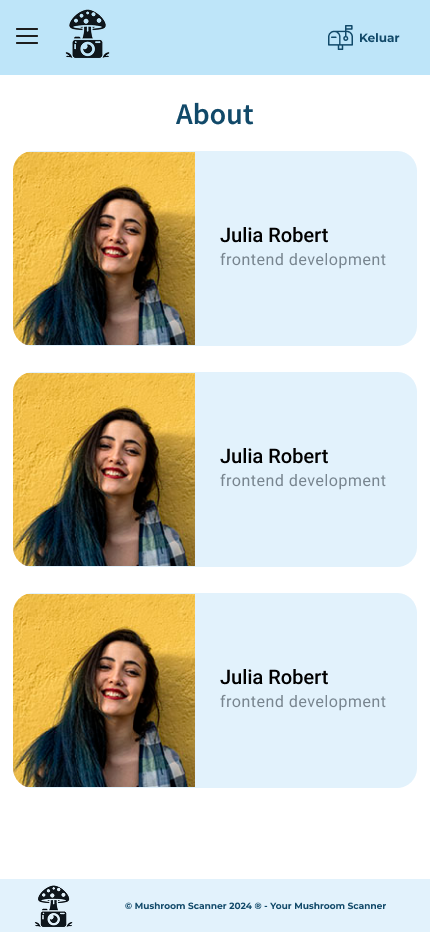 Keluar
About
Julia Robert
frontend development
Julia Robert
frontend development
Julia Robert
frontend development
© Mushroom Scanner 2024 ® - Your Mushroom Scanner